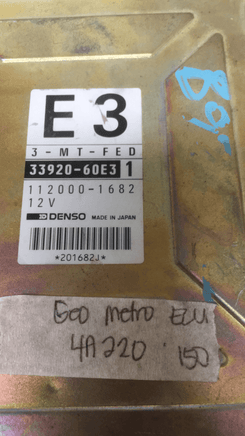 E3
3-MT-FED
33920-60E3 1
112000-1682
12V
DENSO MADE IN JAPAN
*201682J*
Geo metro ECU
4A220 150